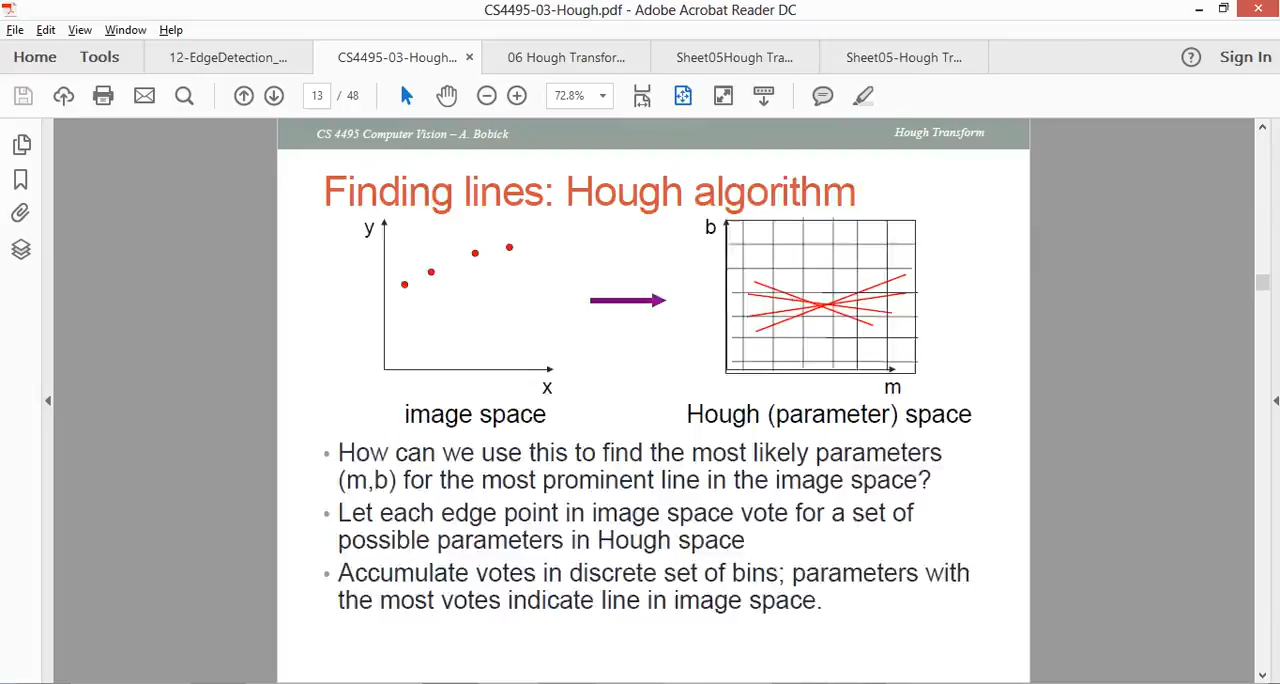 CS4495-03-Hough.pdf - Adobe Acrobat Reader DC
File Edit View Window Help
Home Tools 12-EdgeDetection_... CS4495-03-Hough... × 06 Hough Transfor... Sheet05Hough Tra... Sheet05-Hough Tr... ? Sign In
13 / 48 72.8%
CS 4495 Computer Vision – A. Bobick Hough Transform
Finding lines: Hough algorithm
y b
x m
image space Hough (parameter) space
• How can we use this to find the most likely parameters
(m,b) for the most prominent line in the image space?
• Let each edge point in image space vote for a set of
possible parameters in Hough space
• Accumulate votes in discrete set of bins; parameters with
the most votes indicate line in image space.